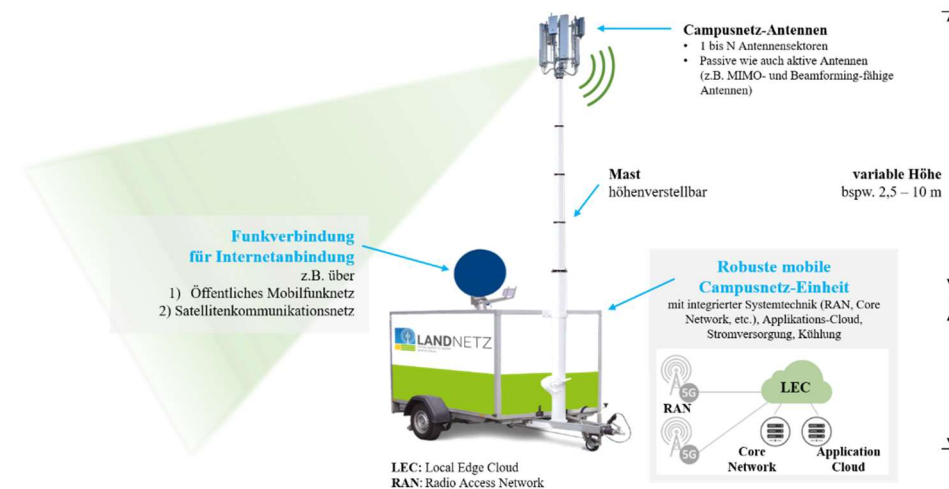 Campusnetz-Antennen
• 1 bis N Antennensektoren
• Passive wie auch aktive Antennen
(z.B. MIMO- und Beamforming-fähige
Antennen)
Mast
höhenverstellbar
variable Höhe
bspw. 2,5 – 10 m
Funkverbindung
für Internetanbindung
z.B. über
1) Öffentliches Mobilfunknetz
2) Satellitenkommunikationsnetz
Robuste mobile
Campusnetz-Einheit
mit integrierter Systemtechnik (RAN, Core
Network, etc.), Applikations-Cloud,
Stromversorgung, Kühlung
LANDNETZ
5G
RAN
5G
LEC
Core
Network
Application
Cloud
LEC: Local Edge Cloud
RAN: Radio Access Network